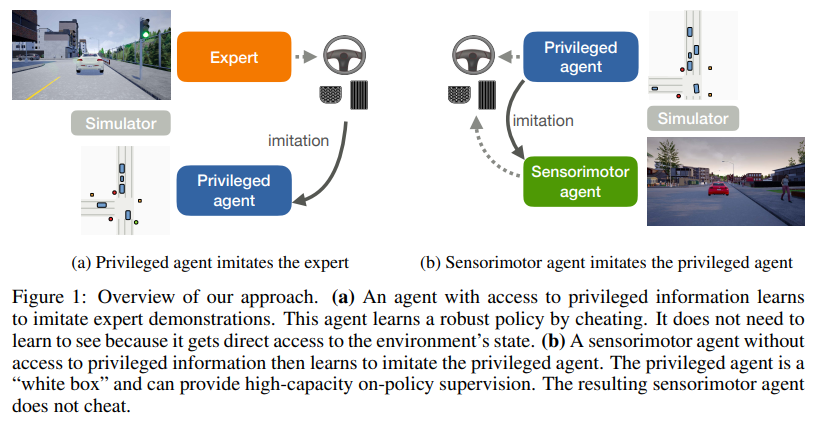 Expert
Simulator
imitation
Privileged
agent
Privileged
agent
Simulator
imitation
Sensorimotor
agent
(a) Privileged agent imitates the expert
(b) Sensorimotor agent imitates the privileged agent
Figure 1: Overview of our approach. (a) An agent with access to privileged information learns
to imitate expert demonstrations. This agent learns a robust policy by cheating. It does not need to
learn to see because it gets direct access to the environment’s state. (b) A sensorimotor agent without
access to privileged information then learns to imitate the privileged agent. The privileged agent is a
“white box” and can provide high-capacity on-policy supervision. The resulting sensorimotor agent
does not cheat.